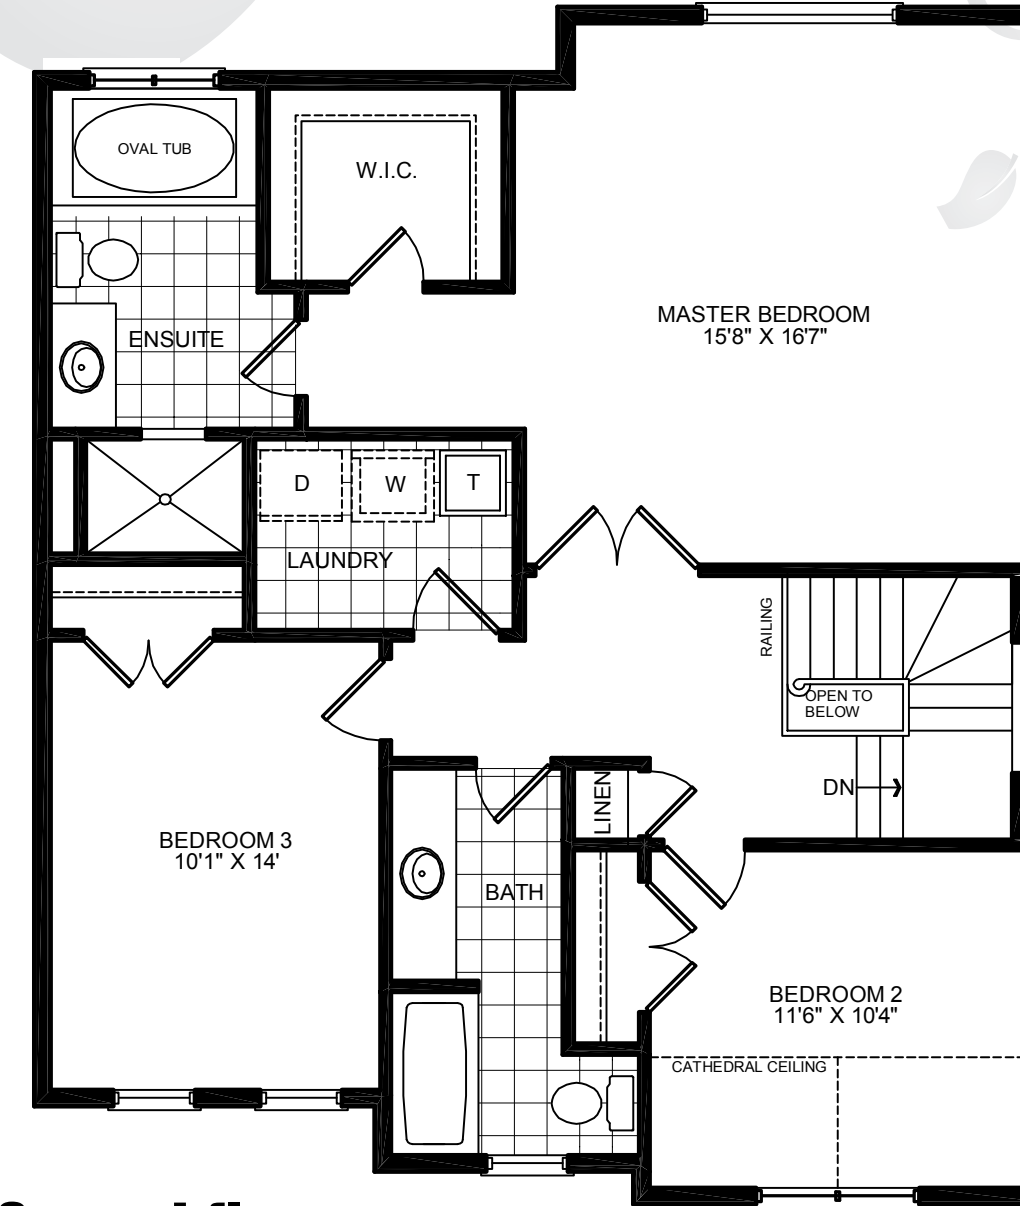 OVAL TUB
W.I.C.
MASTER BEDROOM
15'8" X 16'7"
ENSUITE
D
W
T
LAUNDRY
RAILING
OPEN TO
BELOW
DN
LINEN
BEDROOM 3
10'1" X 14'
BATH
BEDROOM 2
11'6" X 10'4"
CATHEDRAL CEILING